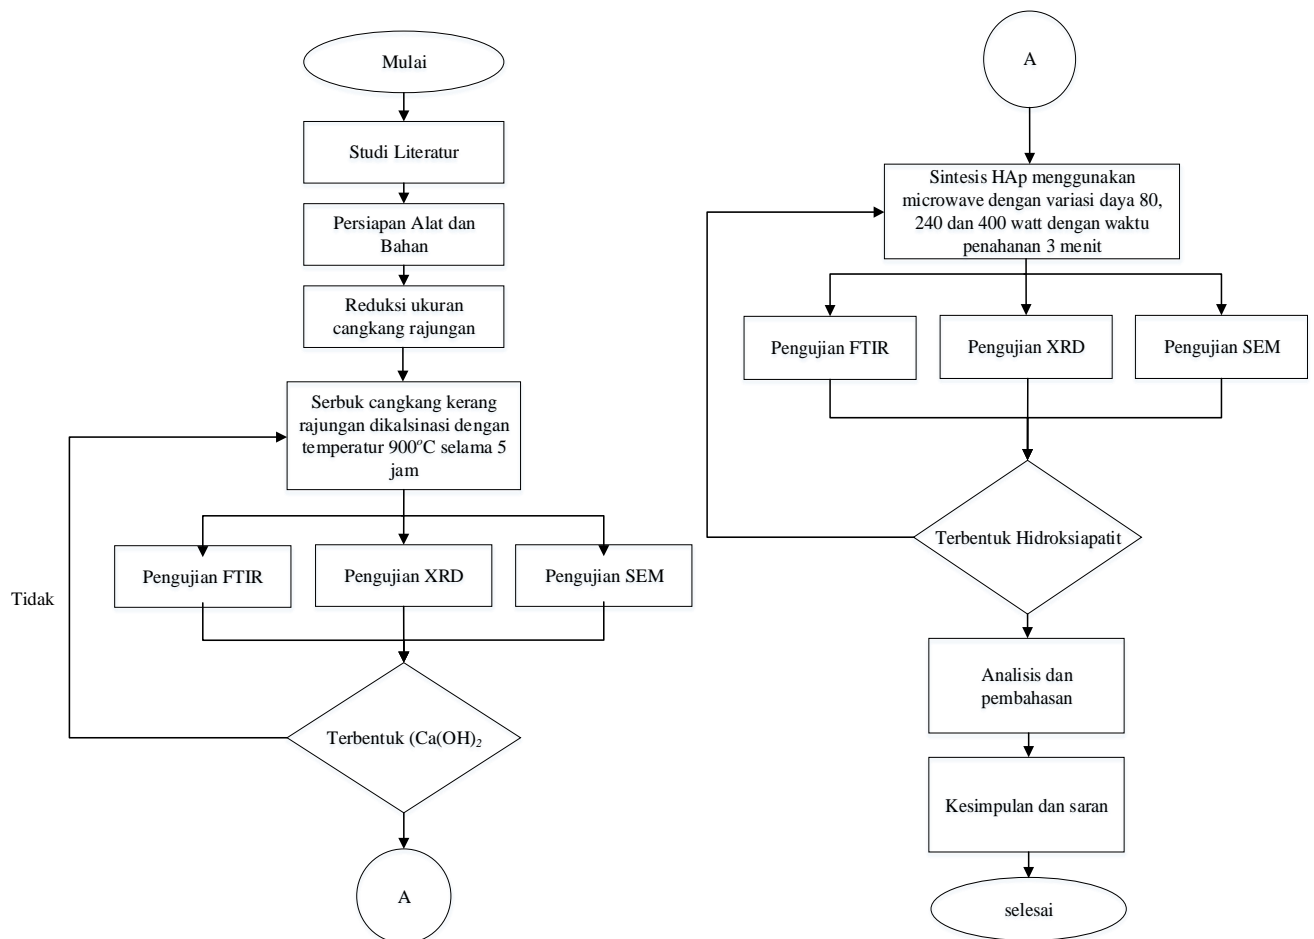 Mulai
Studi Literatur
Persiapan Alat dan
Bahan
Reduksi ukuran
cangkang rajungan
Serbuk cangkang kerang
rajungan dikalsinasi dengan
temperatur 900°C selama 5
jam
Pengujian FTIR
Pengujian XRD
Pengujian SEM
Tidak
Terbentuk (Ca(OH)₂
A
A
Sintesis HAp menggunakan
microwave dengan variasi daya 80,
240 dan 400 watt dengan waktu
penahanan 3 menit
Pengujian FTIR
Pengujian XRD
Pengujian SEM
Terbentuk Hidroksiapatit
Analisis dan
pembahasan
Kesimpulan dan saran
selesai